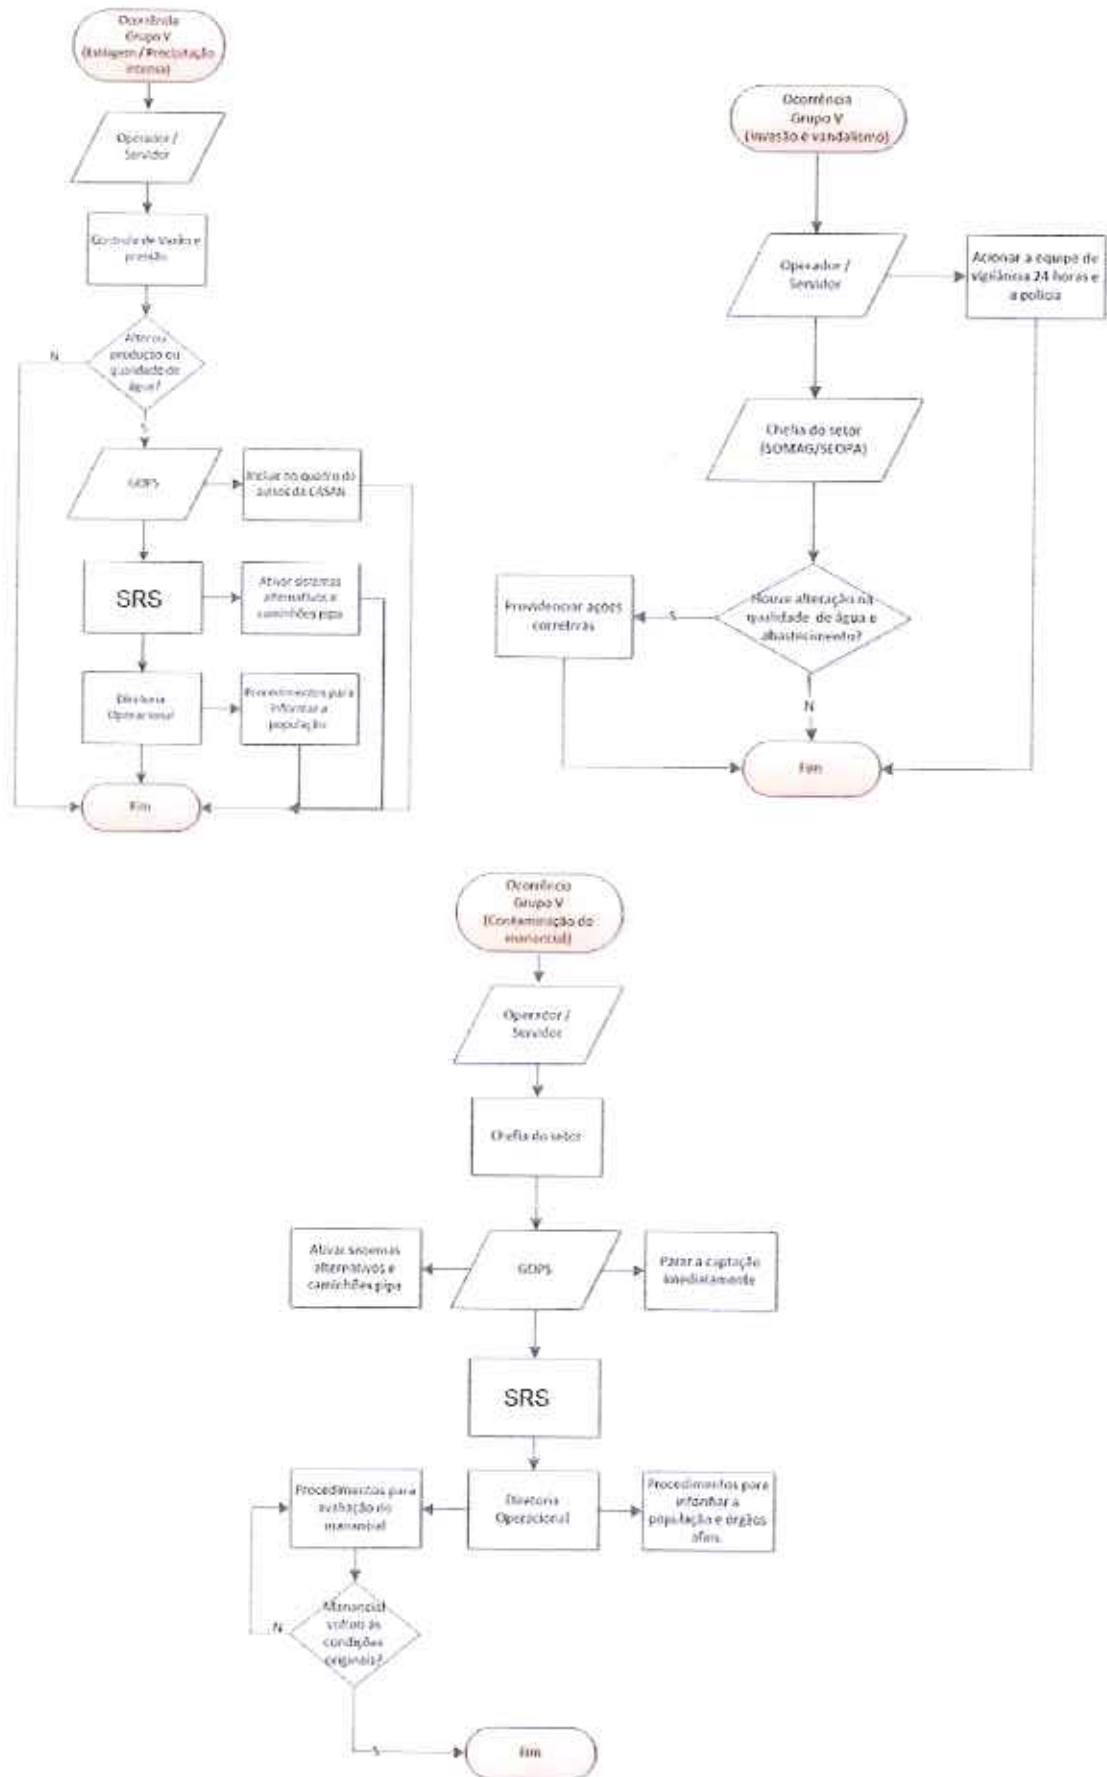 Ocorrência
Grupo V
(Estiagem / Precipitação
intensa)
Operador /
Servidor
Controle de Vazão e
pressão
Alterou
produção ou
qualidade de
água?
N
S
GOPS
Incluir no quadro de
avisos da CASAN
SRS
Ativar sistemas
alternativos e
caminhões pipa
Diretoria
Operacional
Procedimentos para
informar a
população
Fim
Ocorrência
Grupo V
(Invasão e vandalismo)
Operador /
Servidor
Acionar a equipe de
vigilância 24 horas e
a polícia
Chefia do setor
(SOMAG/SEOPA)
Houve alteração na
qualidade de água e
abastecimento?
S
Providenciar ações
corretivas
N
Fim
Ocorrência
Grupo V
(Contaminação do
manancial)
Operador /
Servidor
Chefia do setor
Ativar sistemas
alternativos e
caminhões pipa
GOPS
Parar a captação
imediatamente
SRS
Procedimentos para
avaliação do
manancial
Diretoria
Operacional
Procedimentos para
informar a
população e órgãos
afins.
Manancial
voltou às
condições
originais?
N
S
Fim